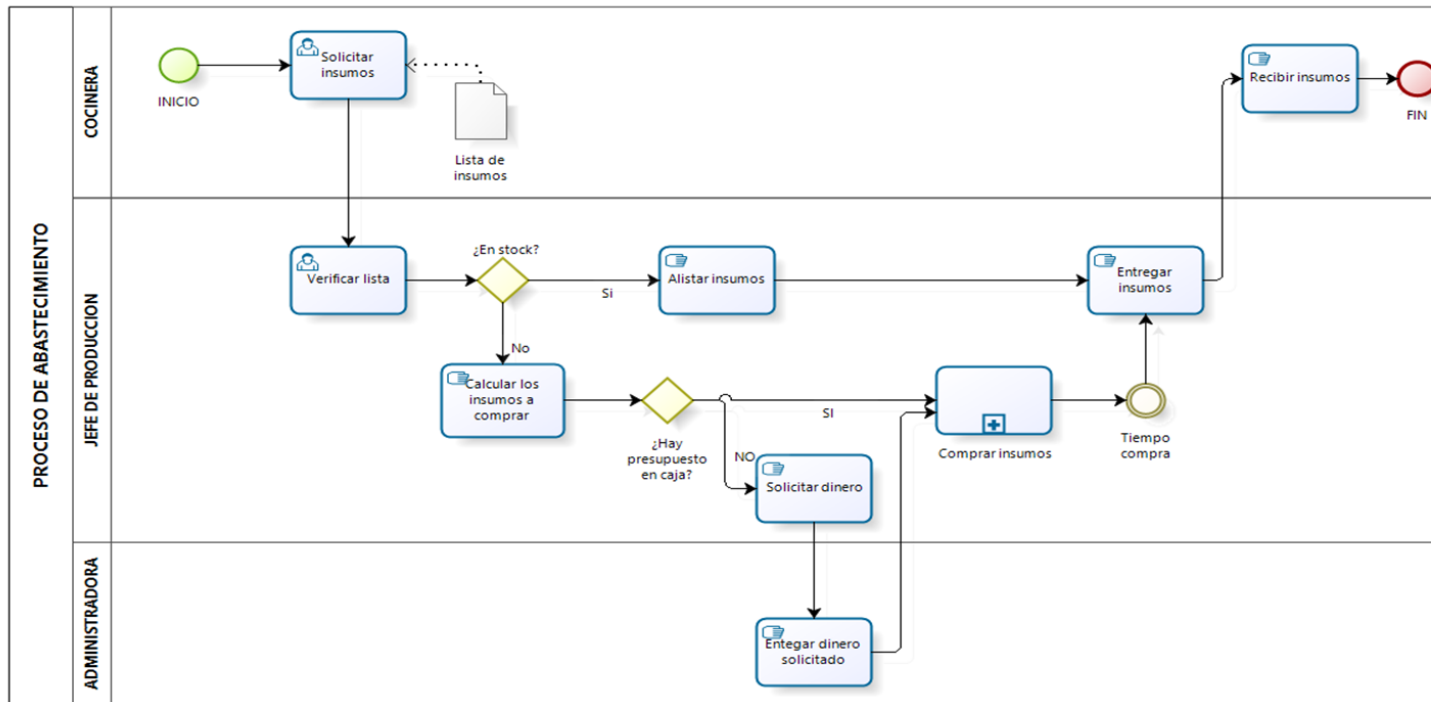 PROCESO DE ABASTECIMIENTO
COCINERA
INICIO
Solicitar
insumos
Lista de
insumos
Recibir insumos
FIN
JEFE DE PRODUCCION
Verificar lista
¿En stock?
Si
No
Alistar insumos
Entregar
insumos
Calcular los
insumos a
comprar
¿Hay
presupuesto
en caja?
SI
NO
Solicitar dinero
Comprar insumos
Tiempo
compra
ADMINISTRADORA
Entegar dinero
solicitado